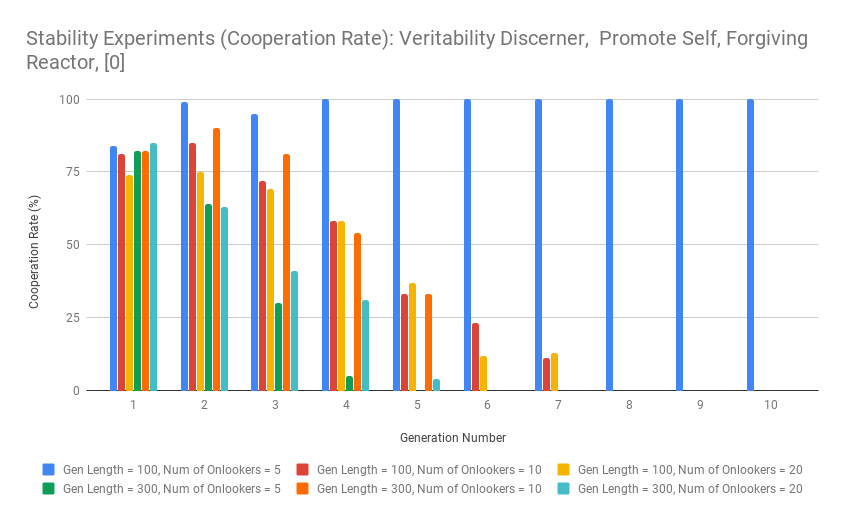 Stability Experiments (Cooperation Rate): Veritability Discerner,  Promote Self, Forgiving
Reactor, [0]
100
75
50
25
0
Cooperation Rate (%)
1 2 3 4 5 6 7 8 9 10
Generation Number
Gen Length = 100, Num of Onlookers = 5 Gen Length = 100, Num of Onlookers = 10 Gen Length = 100, Num of Onlookers = 20
Gen Length = 300, Num of Onlookers = 5 Gen Length = 300, Num of Onlookers = 10 Gen Length = 300, Num of Onlookers = 20